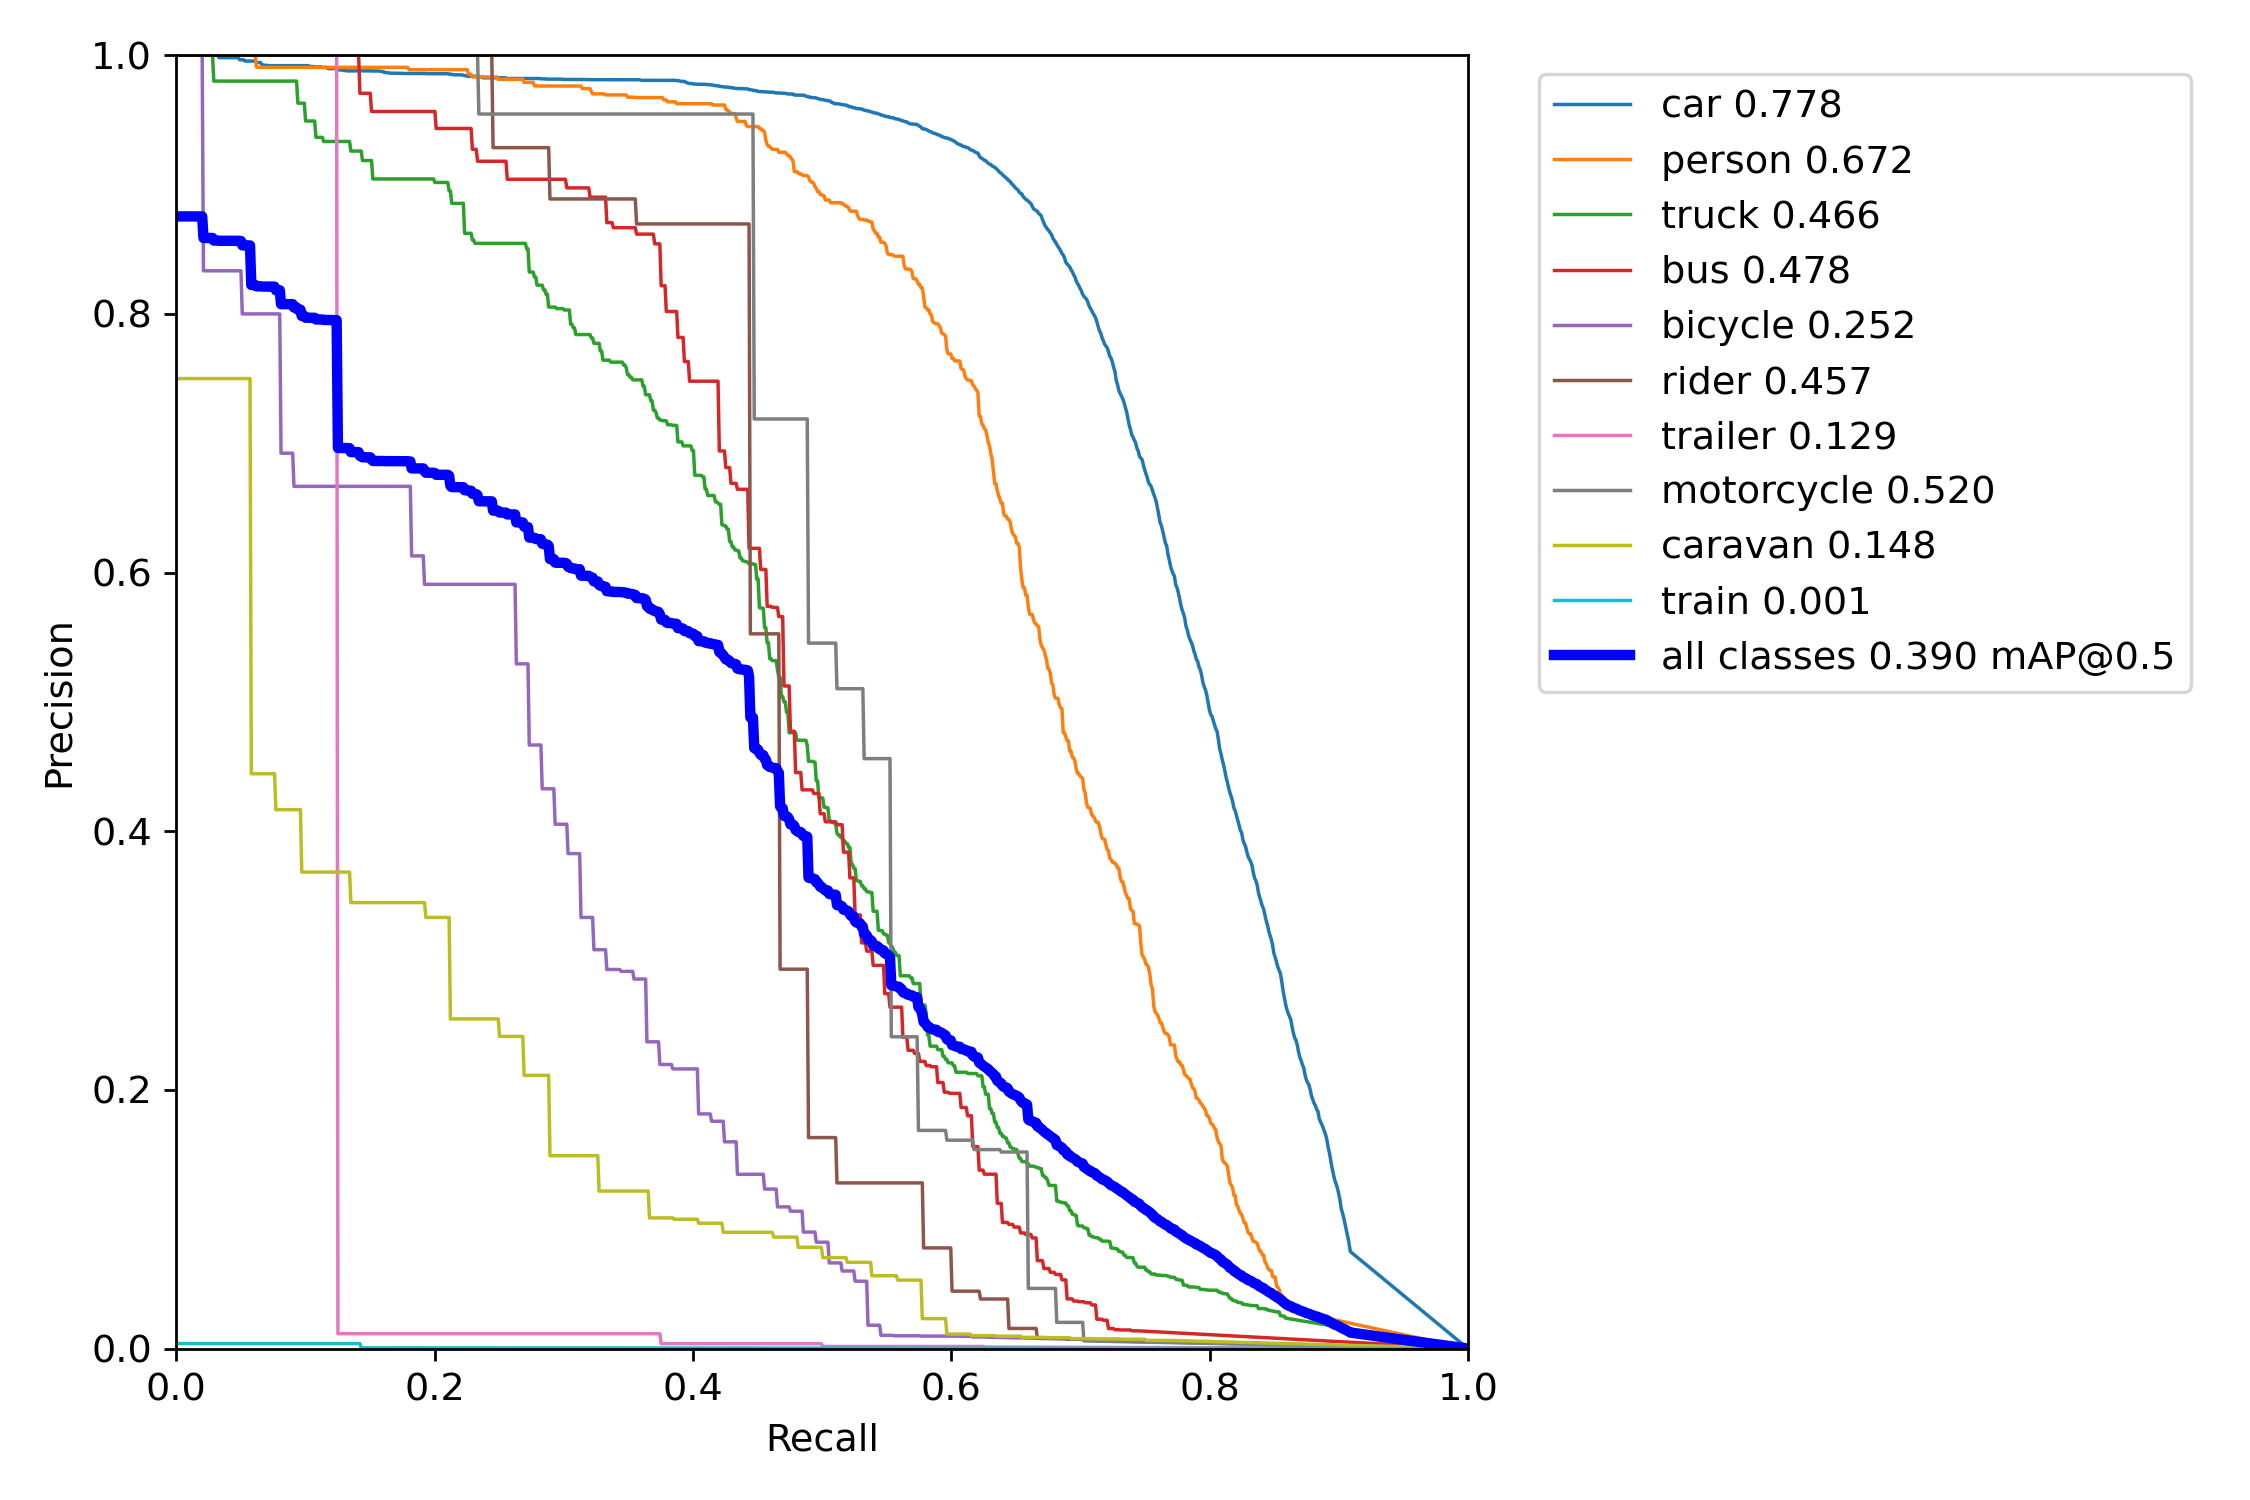 1.0
0.8
0.6
0.4
0.2
0.0
Precision
0.0 0.2 0.4 0.6 0.8 1.0
Recall
car 0.778
person 0.672
truck 0.466
bus 0.478
bicycle 0.252
rider 0.457
trailer 0.129
motorcycle 0.520
caravan 0.148
train 0.001
all classes 0.390 mAP@0.5